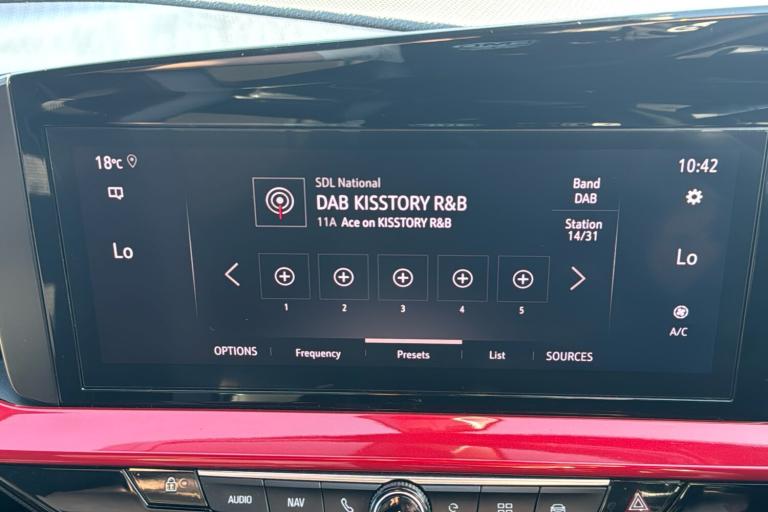 18°C
10:42
Lo
SDL National
DAB KISSTORY R&B
11A Ace on KISSTORY R&B
Band
DAB
Station
14/31
Lo
1
2
3
4
5
A/C
OPTIONS
Frequency
Presets
List
SOURCES
AUDIO
NAV